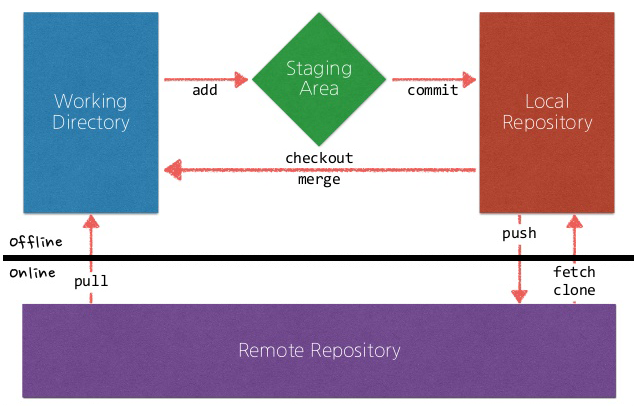 Working
Directory
add
Staging
Area
commit
Local
Repository
checkout
merge
Offline
push
Online
pull
fetch
clone
Remote Repository